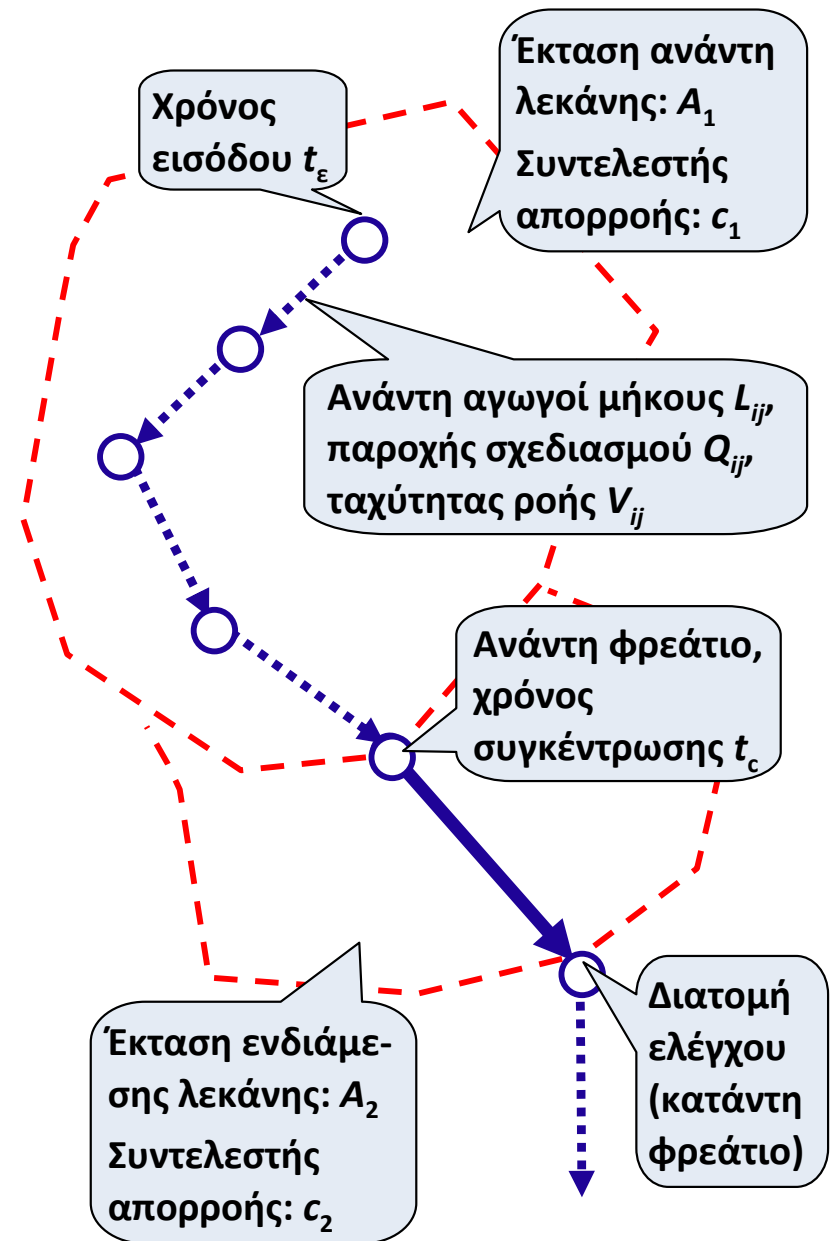 Χρόνος
εισόδου tε
Έκταση ανάντη
λεκάνης: A1
Συντελεστής
απορροής: c1
Ανάντη αγωγοί μήκους Lij,
παροχής σχεδιασμού Qij,
ταχύτητας ροής Vij
Ανάντη φρεάτιο,
χρόνος
συγκέντρωσης tc
Έκταση ενδιάμε-
σης λεκάνης: A2
Συντελεστής
απορροής: c2
Διατομή
ελέγχου
(κατάντη
φρεάτιο)